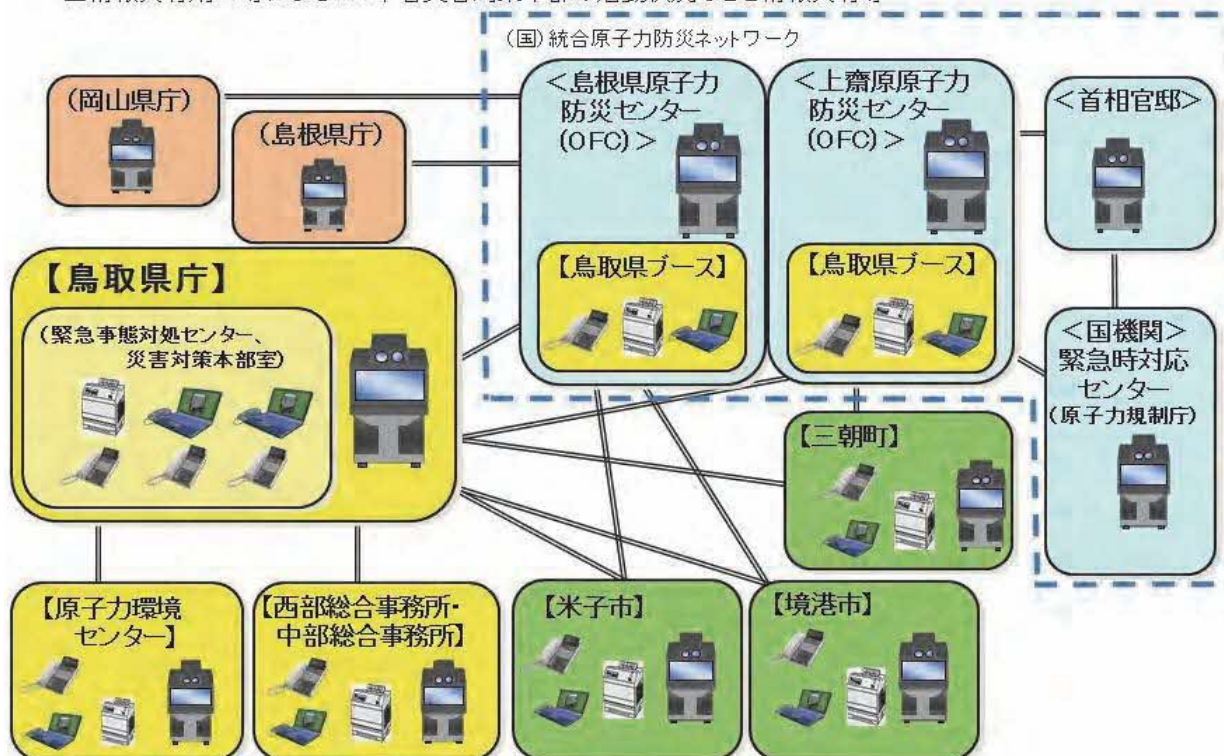 (国)統合原子力防災ネットワーク
(岡山県庁)
(島根県庁)
<島根県原子力
防災センター
(OFC)>
【鳥取県ブース】
<上齋原原子力
防災センター
(OFC)>
【鳥取県ブース】
<首相官邸>
<国機関>
緊急時対応
センター
(原子力規制庁)
【鳥取県庁】
(緊急事態対処センター、
災害対策本部室)
【三朝町】
【原子力環境
センター】
【西部総合事務所・
中部総合事務所】
【米子市】
【境港市】